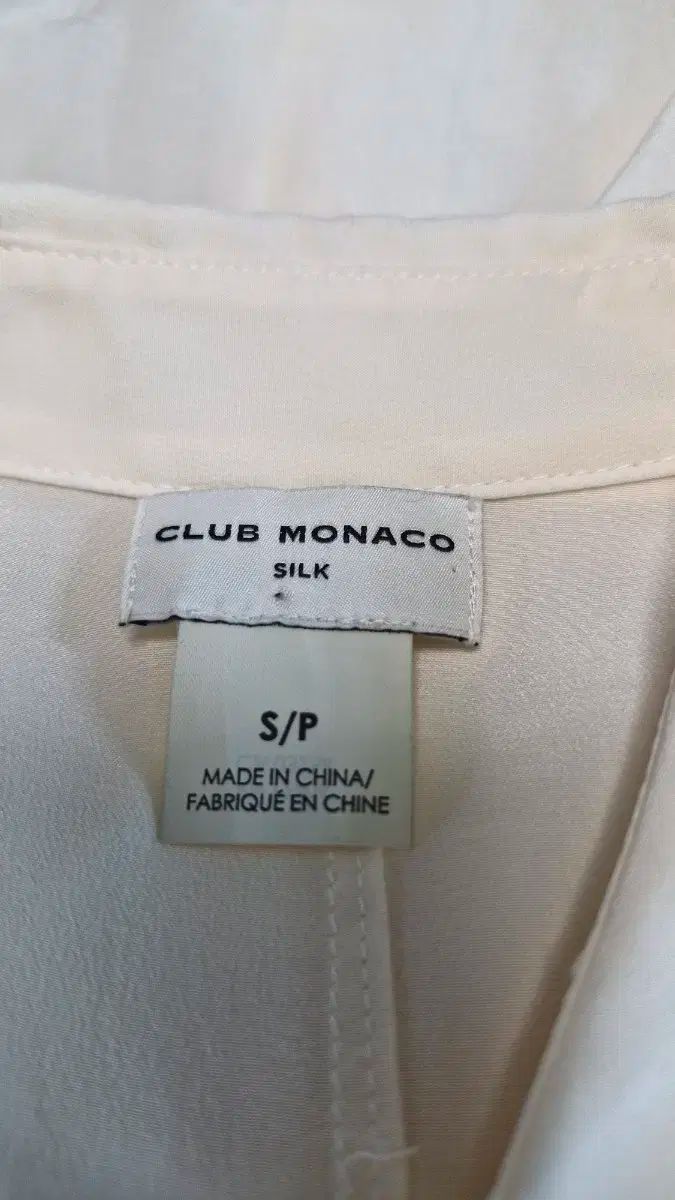 CLUB MONACO
SILK
S/P
MADE IN CHINA/
FABRIQUÉ EN CHINE